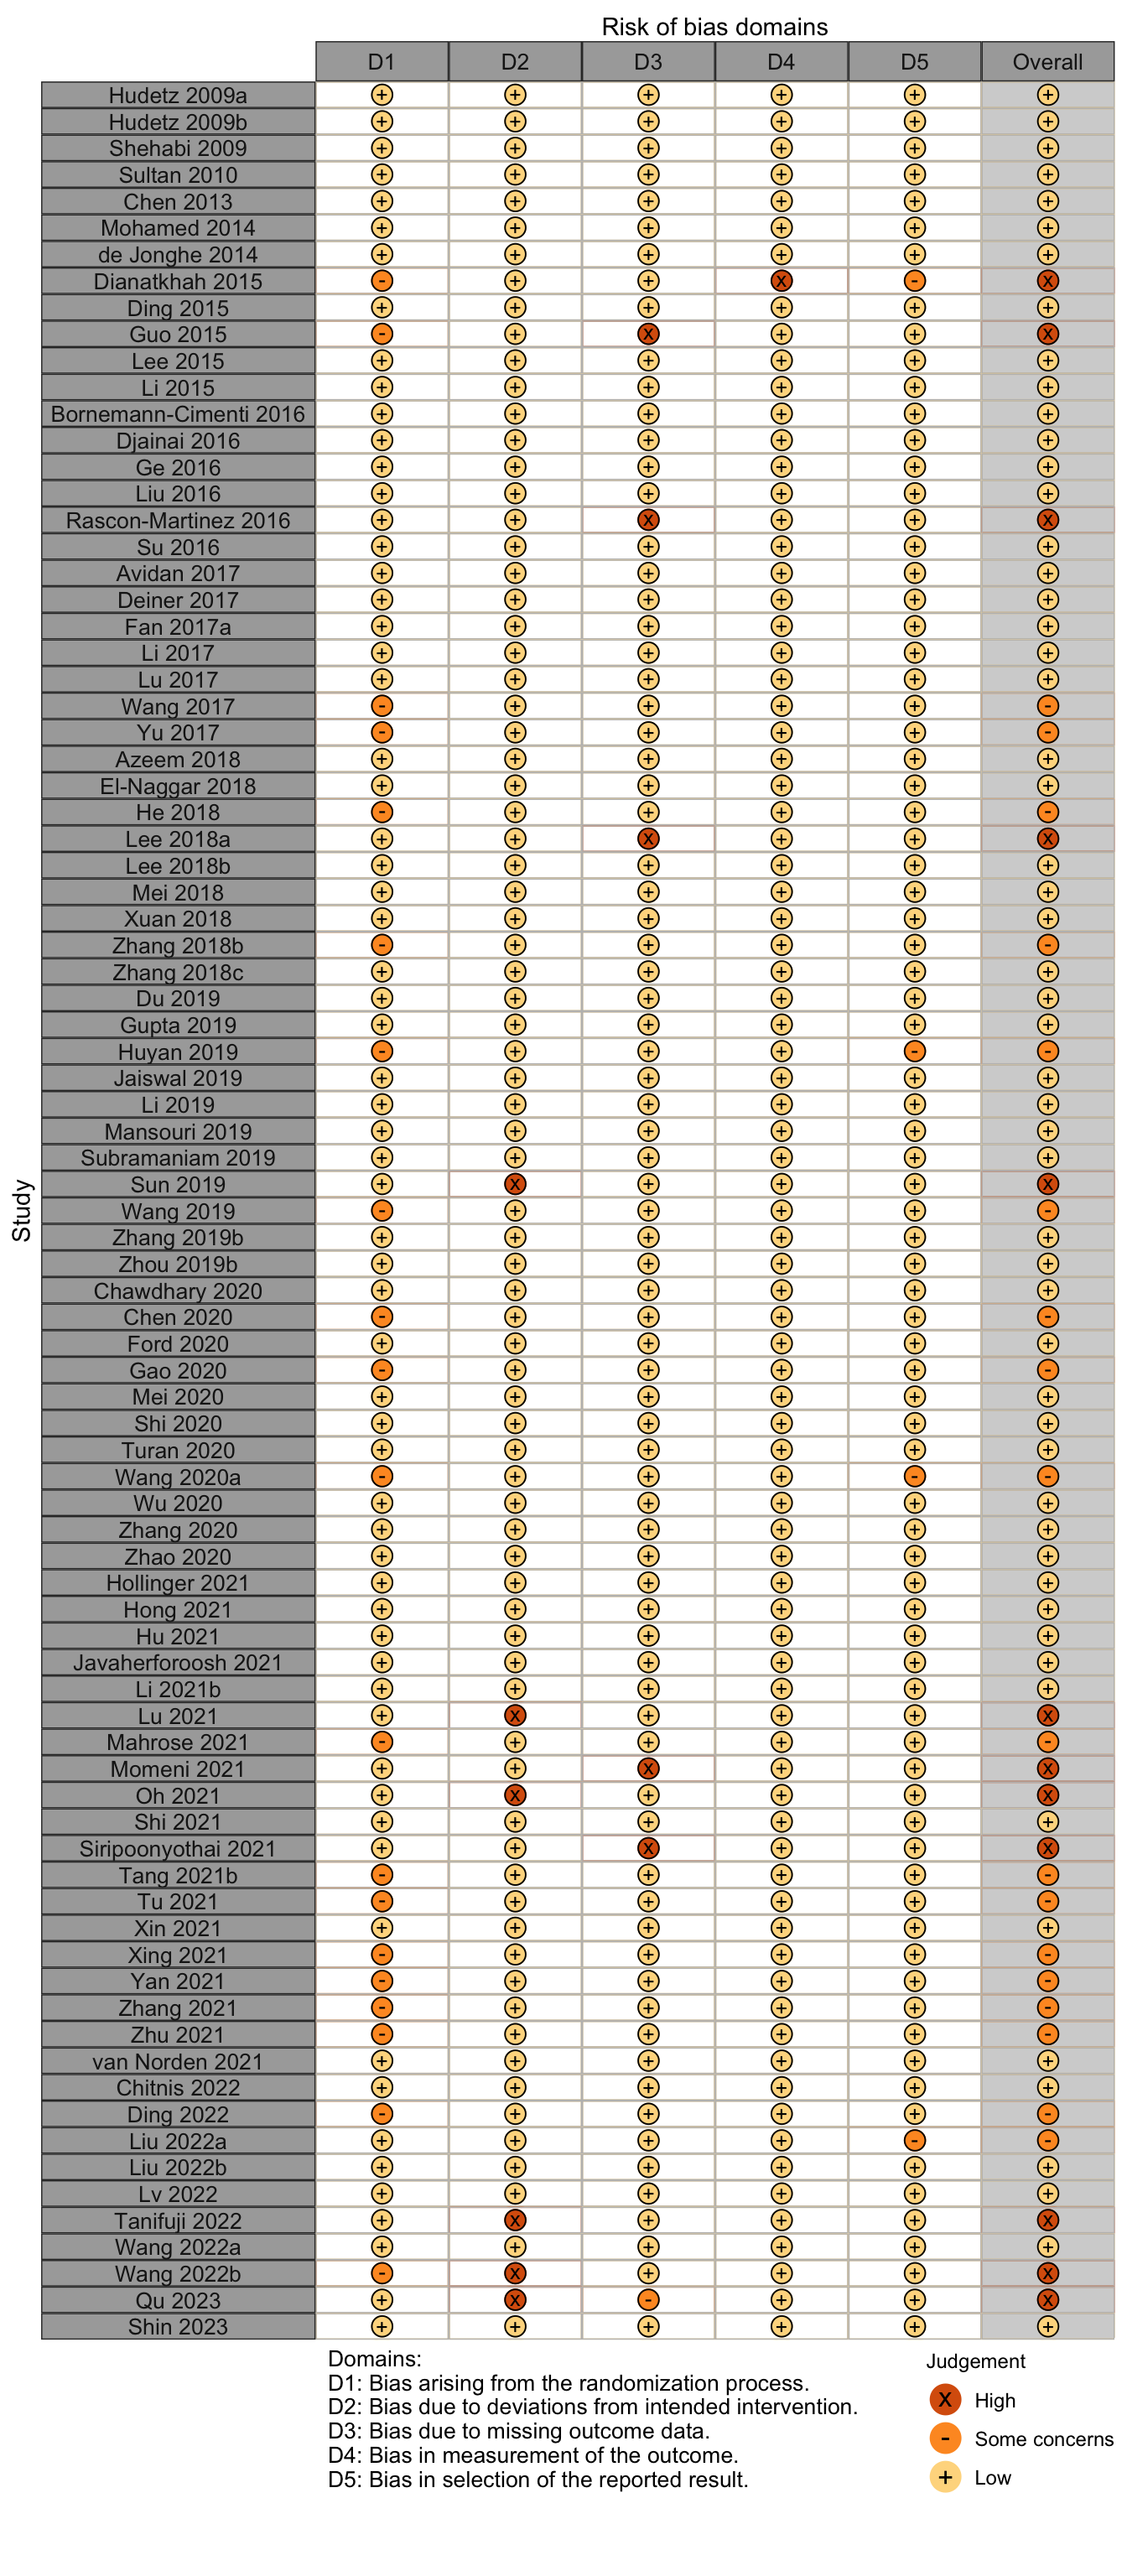 Risk of bias domains
D1 D2 D3 D4 D5 Overall
Study
Hudetz 2009a + + + + + +
Hudetz 2009b + + + + + +
Shehabi 2009 + + + + + +
Sultan 2010 + + + + + +
Chen 2013 + + + + + +
Mohamed 2014 + + + + + +
de Jonghe 2014 + + + + + +
Dianatkhah 2015 - + + X - X
Ding 2015 + + + + + +
Guo 2015 - + X + + X
Lee 2015 + + + + + +
Li 2015 + + + + + +
Bornemann-Cimenti 2016 + + + + + +
Djainai 2016 + + + + + +
Ge 2016 + + + + + +
Liu 2016 + + + + + +
Rascon-Martinez 2016 + + X + + X
Su 2016 + + + + + +
Avidan 2017 + + + + + +
Deiner 2017 + + + + + +
Fan 2017a + + + + + +
Li 2017 + + + + + +
Lu 2017 + + + + + +
Wang 2017 - + + + + -
Yu 2017 - + + + + -
Azeem 2018 + + + + + +
El-Naggar 2018 + + + + + +
He 2018 - + + + + -
Lee 2018a + + X + + X
Lee 2018b + + + + + +
Mei 2018 + + + + + +
Xuan 2018 + + + + + +
Zhang 2018b - + + + + -
Zhang 2018c + + + + + +
Du 2019 + + + + + +
Gupta 2019 + + + + + +
Huyan 2019 - + + + - -
Jaiswal 2019 + + + + + +
Li 2019 + + + + + +
Mansouri 2019 + + + + + +
Subramaniam 2019 + + + + + +
Sun 2019 + X + + + X
Wang 2019 - + + + + -
Zhang 2019b + + + + + +
Zhou 2019b + + + + + +
Chawdhary 2020 + + + + + +
Chen 2020 - + + + + -
Ford 2020 + + + + + +
Gao 2020 - + + + + -
Mei 2020 + + + + + +
Shi 2020 + + + + + +
Turan 2020 + + + + + +
Wang 2020a - + + + - -
Wu 2020 + + + + + +
Zhang 2020 + + + + + +
Zhao 2020 + + + + + +
Hollinger 2021 + + + + + +
Hong 2021 + + + + + +
Hu 2021 + + + + + +
Javaherforoosh 2021 + + + + + +
Li 2021b + + + + + +
Lu 2021 + X + + + X
Mahrose 2021 - + + + + -
Momeni 2021 + + X + + X
Oh 2021 + X + + + X
Shi 2021 + + + + + +
Siripoonyothai 2021 + + X + + X
Tang 2021b - + + + + -
Tu 2021 - + + + + -
Xin 2021 + + + + + +
Xing 2021 - + + + + -
Yan 2021 - + + + + -
Zhang 2021 - + + + + -
Zhu 2021 - + + + + -
van Norden 2021 + + + + + +
Chitnis 2022 + + + + + +
Ding 2022 - + + + + -
Liu 2022a + + + + - -
Liu 2022b + + + + + +
Lv 2022 + + + + + +
Tanifuji 2022 + X + + + X
Wang 2022a + + + + + +
Wang 2022b - X + + + X
Qu 2023 + X - + + X
Shin 2023 + + + + + +
Domains:
D1: Bias arising from the randomization process.
D2: Bias due to deviations from intended intervention.
D3: Bias due to missing outcome data.
D4: Bias in measurement of the outcome.
D5: Bias in selection of the reported result.
Judgement
X High
- Some concerns
+ Low